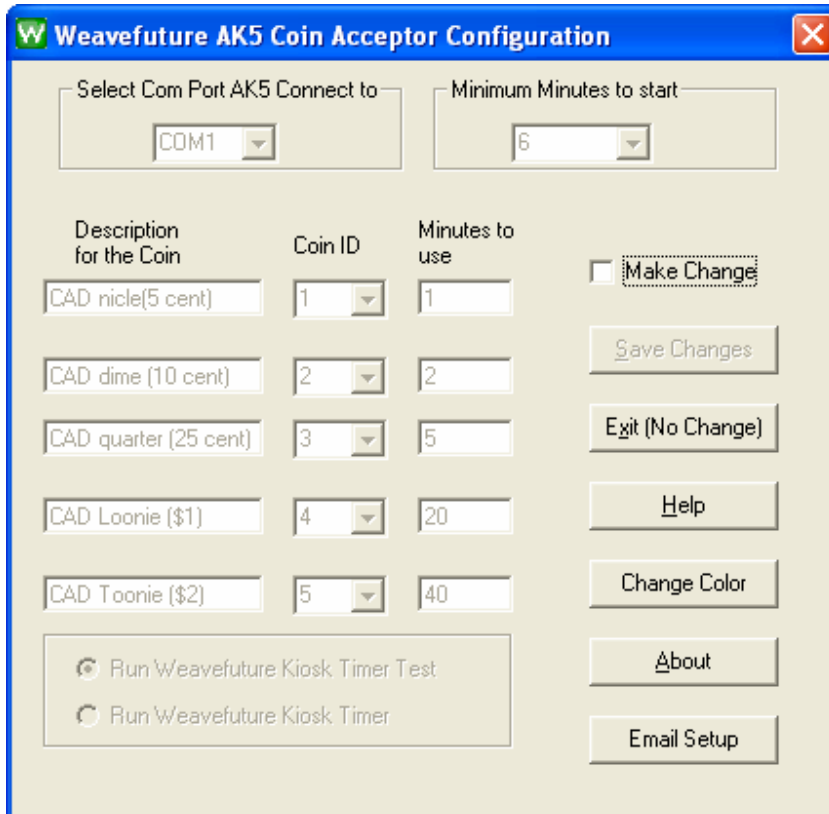 W Weavefuture AK5 Coin Acceptor Configuration
Select Com Port AK5 Connect to
Minimum Minutes to start
COM1
6
Description
for the Coin
Coin ID
Minutes to
use
CAD nicle(5 cent)
1
1
Make Change
CAD dime (10 cent)
2
2
Save Changes
CAD quarter (25 cent)
3
5
Exit (No Change)
CAD Loonie ($1)
4
20
Help
CAD Toonie ($2)
5
40
Change Color
Run Weavefuture Kiosk Timer Test
About
Run Weavefuture Kiosk Timer
Email Setup